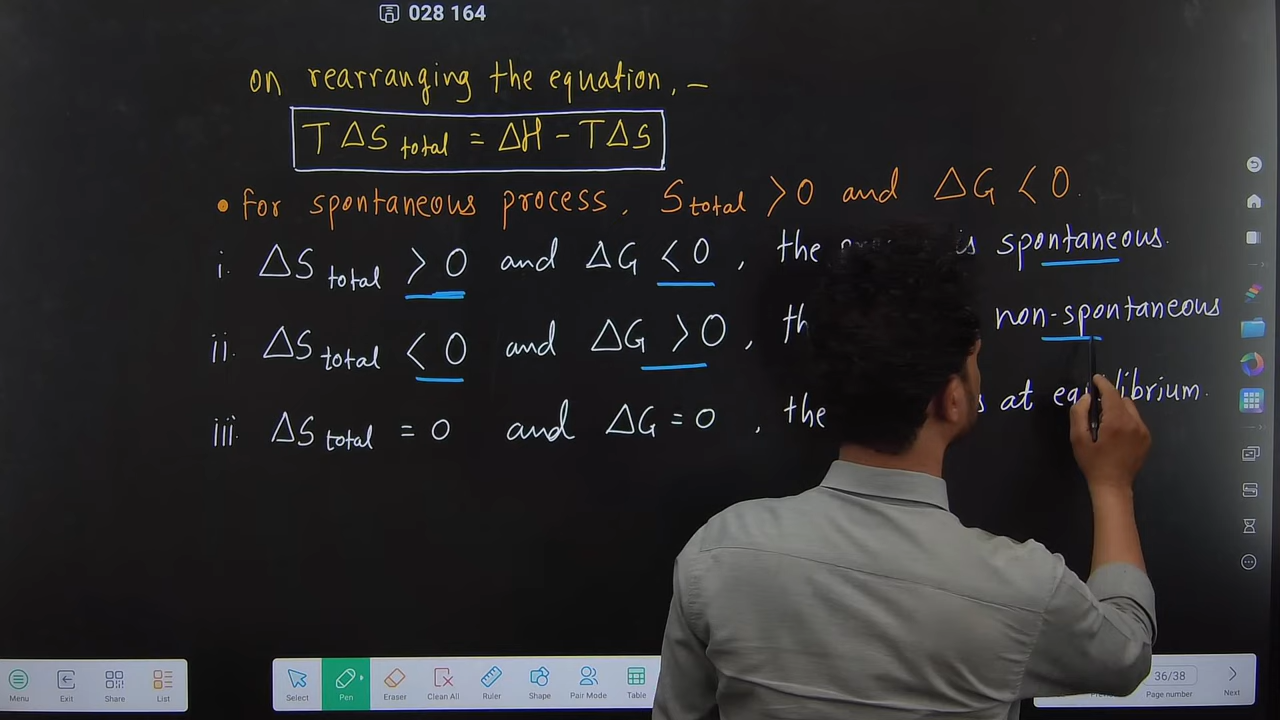 028 164
on rearranging the equation, -
T ΔS total = ΔH - TΔS
• for spontaneous process, S total > 0 and ΔG < 0.
i. ΔS total > 0 and ΔG < 0, the is spontaneous.
ii. ΔS total < 0 and ΔG > 0, non-spontaneous
iii. ΔS total = 0 and ΔG = 0, the at equilibrium.
Menu Exit Share List Select Pen Eraser Clean All Ruler Shape Pair Mode Table 36/38 Page number Next